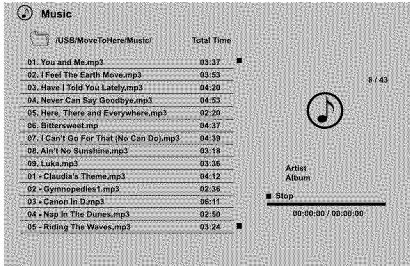 Music
/USB/MoveToHere/Music/ Total Time
01. You and Me.mp3 03:37
02. I Feel The Earth Move.mp3 03:53
03. Have I Told You Lately.mp3 04:20
04. Never Can Say Goodbye.mp3 04:53
05. Here, There and Everywhere.mp3 02:20
06. Bittersweet.mp 04:37
07. I Can't Go For That (No Can Do).mp3 04:39
08. Ain't No Sunshine.mp3 03:18
09. Luka.mp3 03:36
01 - Claudia's Theme.mp3 04:12
02 - Gymnopedies1.mp3 02:36
03 - Canon In D.mp3 06:11
04 - Nap In The Dunes.mp3 02:50
05 - Riding The Waves.mp3 03:24
8 / 43
Artist
Album
Stop
00:00:00 / 00:00:00